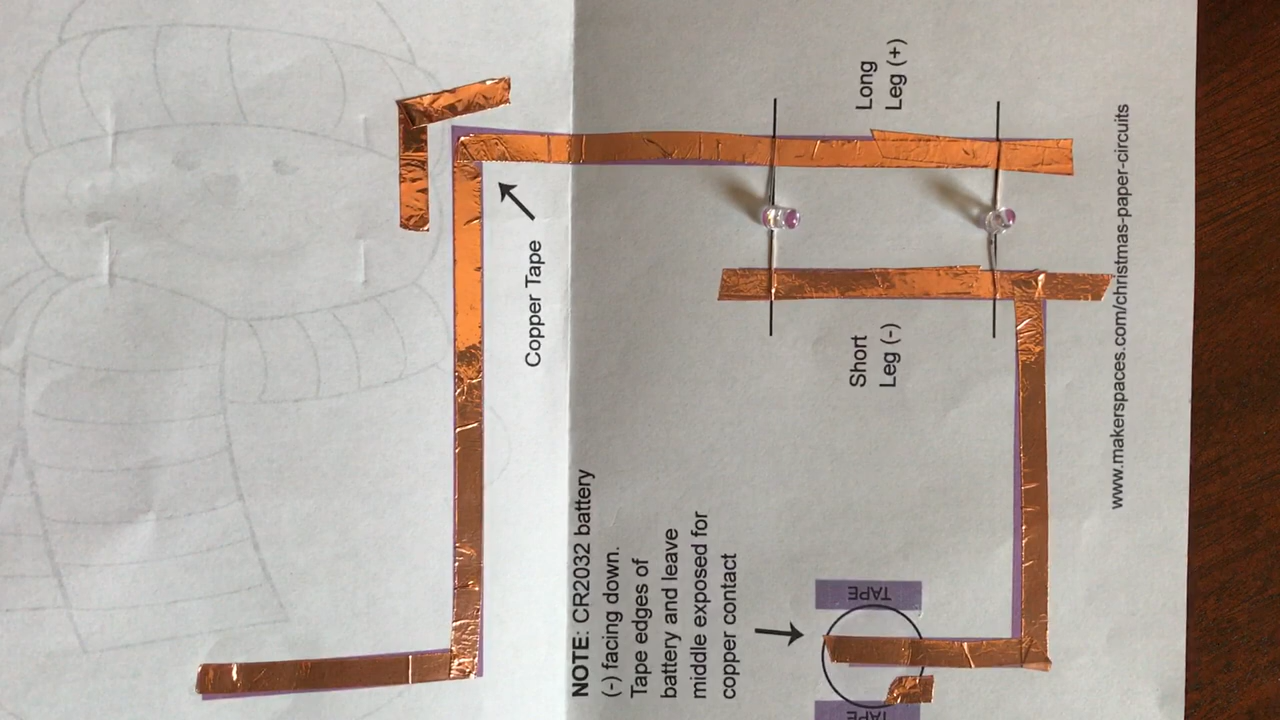 Long
Leg (+)
Copper Tape
Short
Leg (-)
NOTE: CR2032 battery
(-) facing down.
Tape edges of
battery and leave
middle exposed for
copper contact
TAPE
TAPE
www.makerspaces.com/christmas-paper-circuits